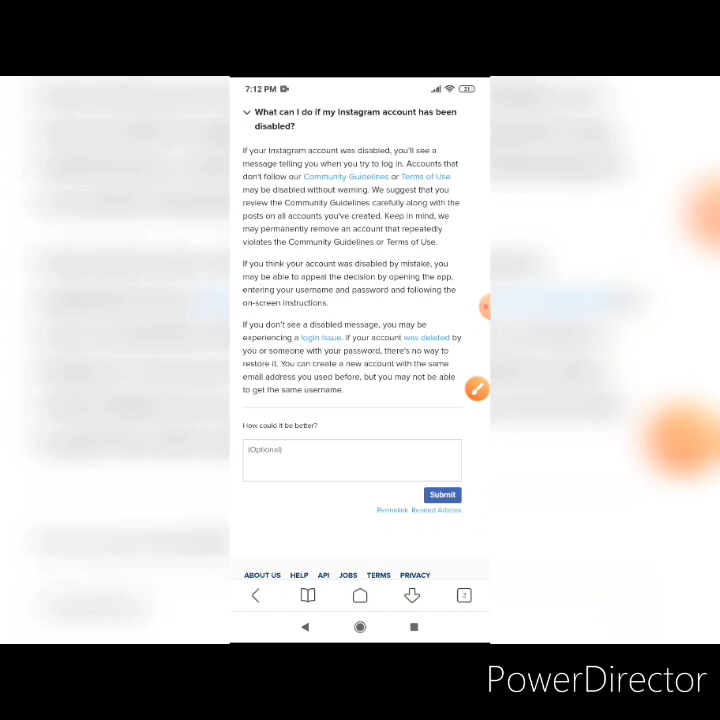 7:12 PM
31
What can I do if my Instagram account has been
disabled?
If your Instagram account was disabled, you'll see a
message telling you when you try to log in. Accounts that
don't follow our Community Guidelines or Terms of Use
may be disabled without warning. We suggest that you
review the Community Guidelines carefully along with the
posts on all accounts you've created. Keep in mind, we
may permanently remove an account that repeatedly
violates the Community Guidelines or Terms of Use.
If you think your account was disabled by mistake, you
may be able to appeal the decision by opening the app,
entering your username and password and following the
on-screen instructions.
If you don't see a disabled message, you may be
experiencing a login issue. If your account was deleted by
you or someone with your password, there's no way to
restore it. You can create a new account with the same
email address you used before, but you may not be able
to get the same username.
How could it be better?
(Optional)
Submit
Permalink Related Articles
ABOUT US HELP API JOBS TERMS PRIVACY
3
PowerDirector